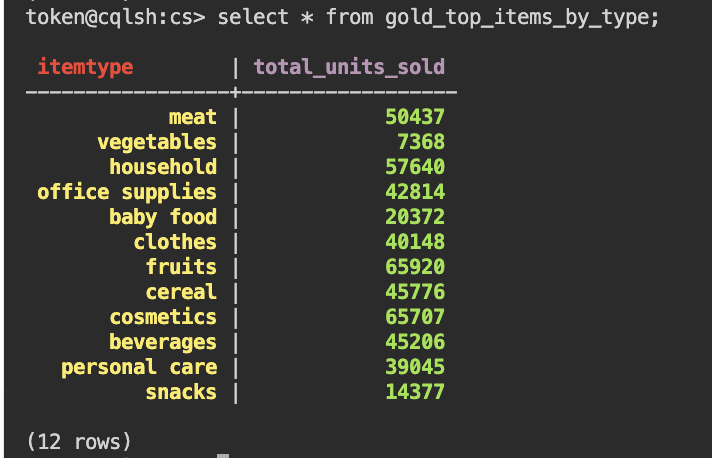 token@cqlsh:cs> select * from gold_top_items_by_type;
itemtype | total_units_sold
-----------------+------------------
meat | 50437
vegetables | 7368
household | 57640
office supplies | 42814
baby food | 20372
clothes | 40148
fruits | 65920
cereal | 45776
cosmetics | 65707
beverages | 45206
personal care | 39045
snacks | 14377
(12 rows)